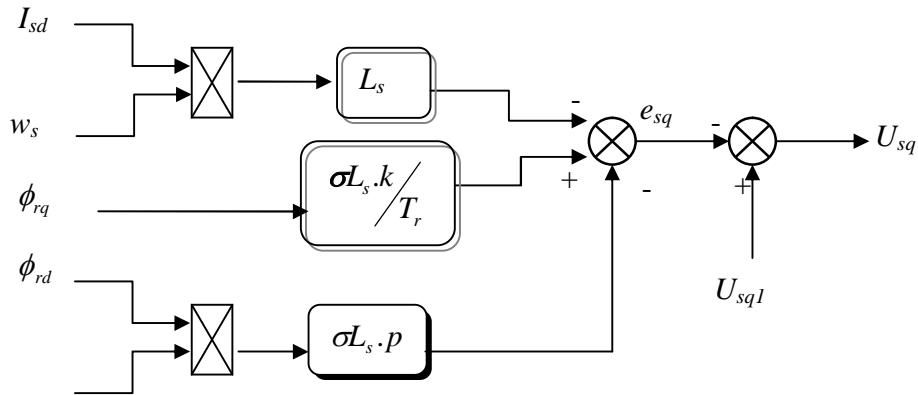 I_sd
L_s
-
e_sq
-
w_s
U_sq
+
-
+
σL_s.k/T_r
ϕ_rq
ϕ_rd
U_sq1
σL_s.p